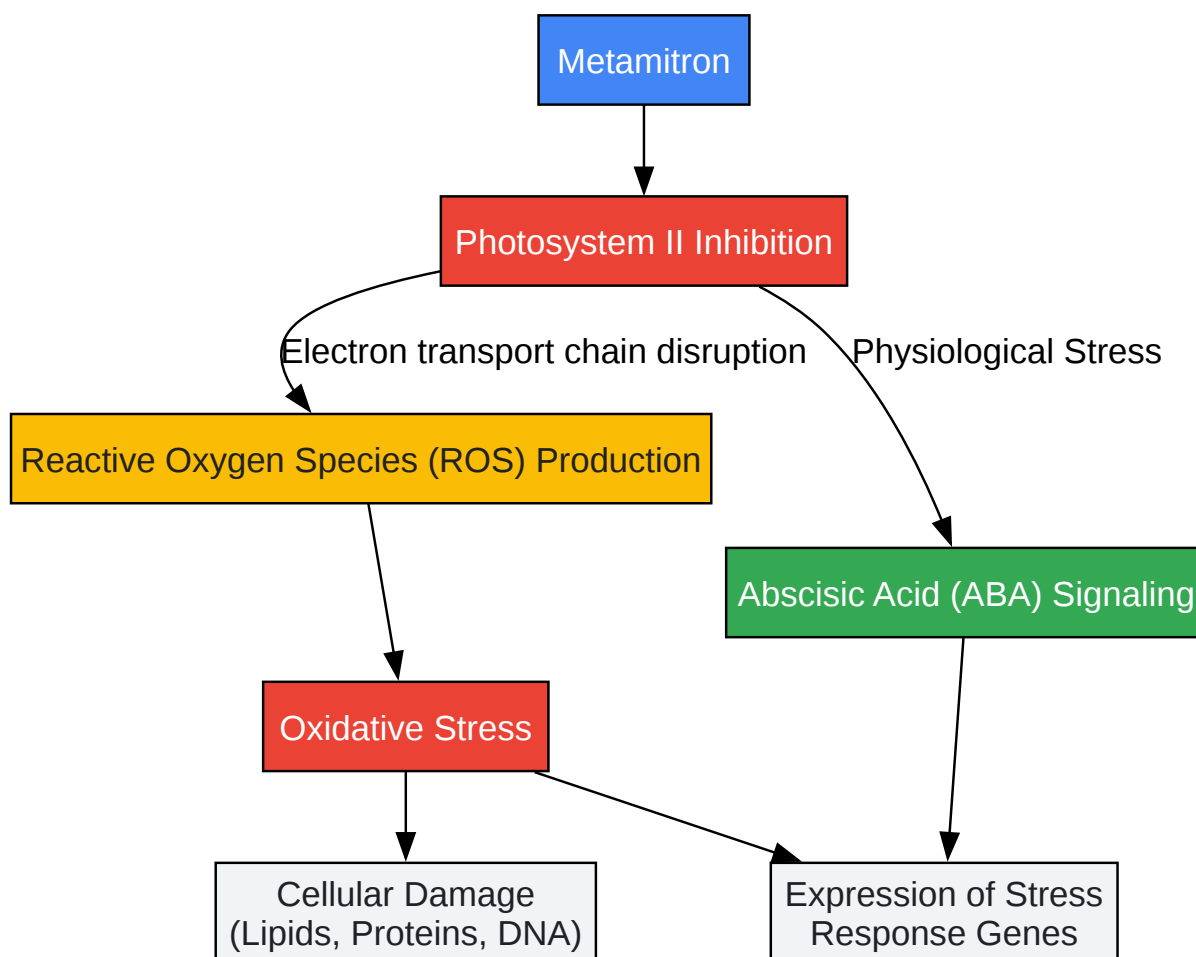 Metamitron
Photosystem II Inhibition
Electron transport chain disruption
Physiological Stress
Reactive Oxygen Species (ROS) Production
Abscisic Acid (ABA) Signaling
Oxidative Stress
Cellular Damage
(Lipids, Proteins, DNA)
Expression of Stress
Response Genes